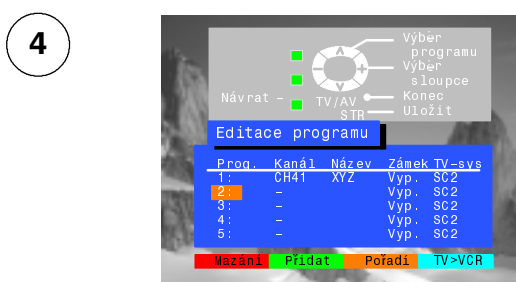 4
Výběr
programu
Výběr
sloupce
Návrat –
TV/AV
Konec
STR
Uložit
Editace programu
Prog. Kanál Název Zámek TV-sys
1: CH41 XYZ Vyp. SC2
2: – Vyp. SC2
3: – Vyp. SC2
4: – Vyp. SC2
5: – Vyp. SC2
Mazání Přidat Pořadí TV>VCR